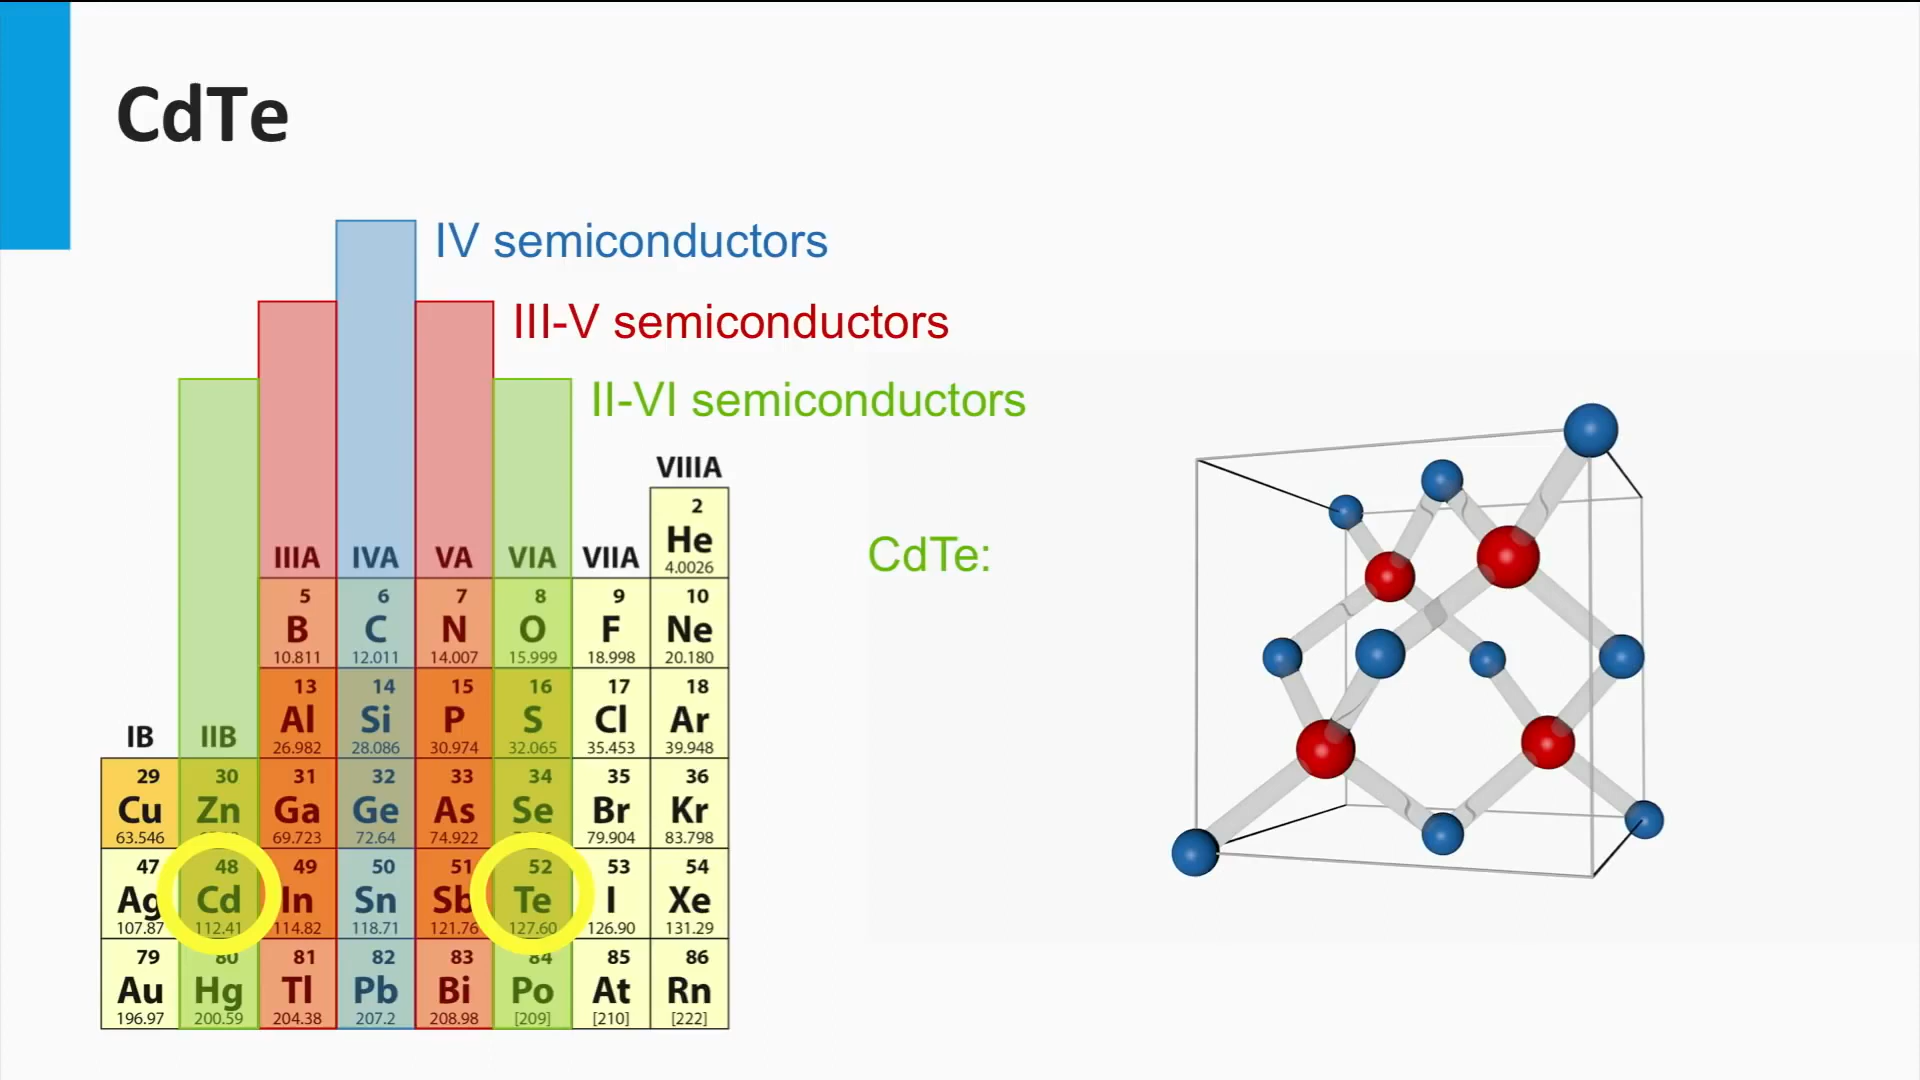 CdTe
IV semiconductors
III-V semiconductors
II-VI semiconductors
VIIIA
2
He
4.0026
IIIA IVA VA VIA VIIA
CdTe:
5 6 7 8 9 10
B C N O F Ne
10.811 12.011 14.007 15.999 18.998 20.180
13 14 15 16 17 18
Al Si P S Cl Ar
26.982 28.086 30.974 32.065 35.453 39.948
IB IIB
29 30 31 32 33 34 35 36
Cu Zn Ga Ge As Se Br Kr
63.546 69.723 72.64 74.922 79.904 83.798
47 48 49 50 51 52 53 54
Ag Cd In Sn Sb Te I Xe
107.87 112.41 114.82 118.71 121.76 127.60 126.90 131.29
79 80 81 82 83 84 85 86
Au Hg Tl Pb Bi Po At Rn
196.97 200.59 204.38 207.2 208.98 [209] [210] [222]